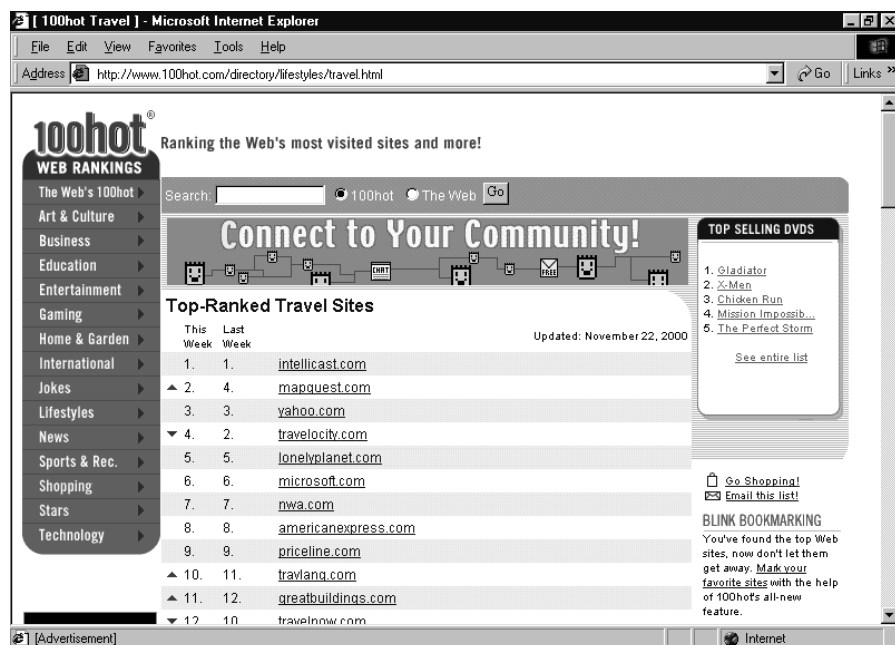 [ 100hot Travel ] - Microsoft Internet Explorer
File Edit View Favorites Tools Help
Address http://www.100hot.com/directory/lifestyles/travel.html Go Links »
100hot®
WEB RANKINGS
Ranking the Web's most visited sites and more!
The Web's 100hot
Art & Culture
Business
Education
Entertainment
Gaming
Home & Garden
International
Jokes
Lifestyles
News
Sports & Rec.
Shopping
Stars
Technology
Search: 100hot The Web Go
Connect to Your Community!
CHAT
FREE
Top-Ranked Travel Sites
This Last
Week Week
Updated: November 22, 2000
1. 1. intellicast.com
2. 4. mapquest.com
3. 3. yahoo.com
4. 2. travelocity.com
5. 5. lonelyplanet.com
6. 6. microsoft.com
7. 7. nwa.com
8. 8. americanexpress.com
9. 9. priceline.com
10. 11. travlang.com
11. 12. greatbuildings.com
12 10 travelnow.com
TOP SELLING DVDS
1. Gladiator
2. X-Men
3. Chicken Run
4. Mission Impossib...
5. The Perfect Storm
See entire list
Go Shopping!
Email this list!
BLINK BOOKMARKING
You've found the top Web
sites, now don't let them
get away. Mark your
favorite sites with the help
of 100hot's all-new
feature.
[Advertisement] Internet